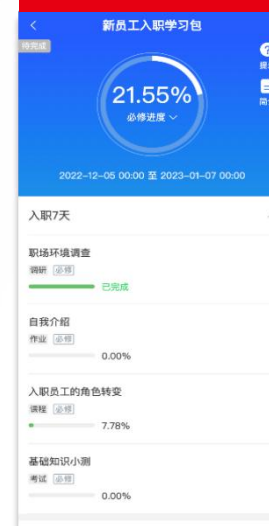 新员工入职学习包
待完成
21.55%
必修进度
2022-12-05 00:00 至 2023-01-07 00:00
入职7天
职场环境调查
调研 必修
已完成
自我介绍
作业 必修
0.00%
入职员工的角色转变
课程 必修
7.78%
基础知识小测
考试 必修
0.00%